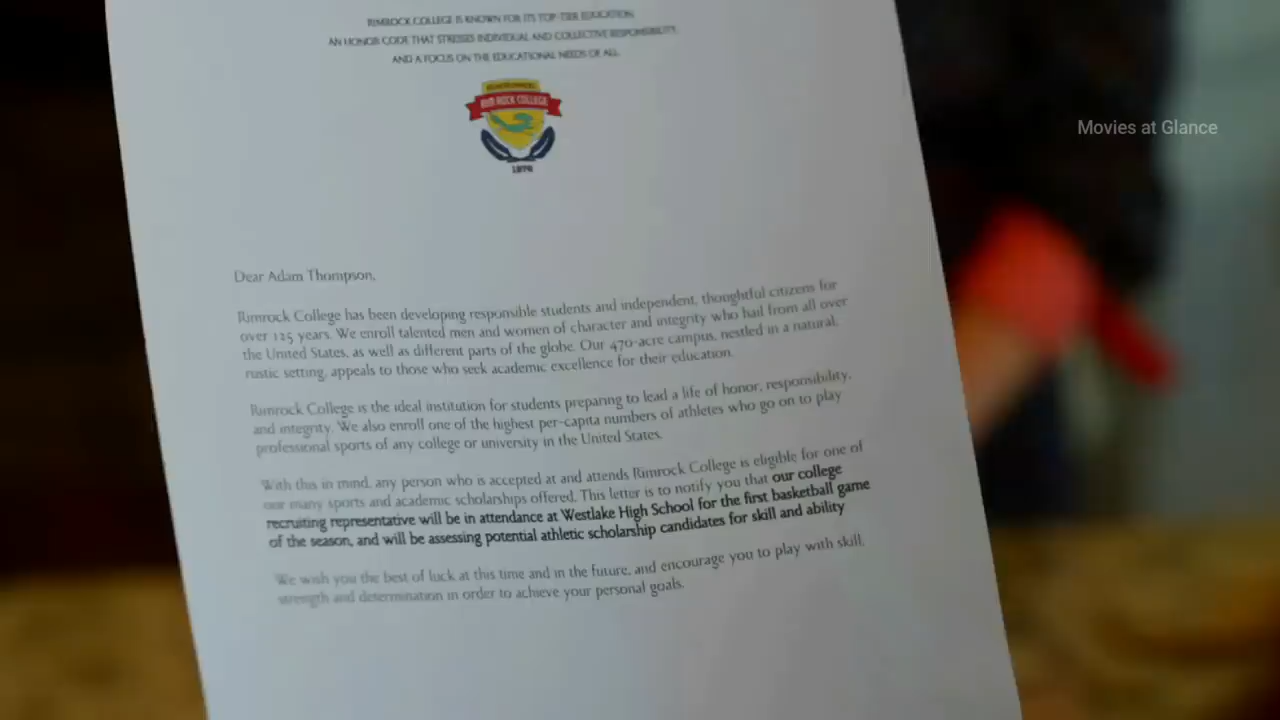 RIMROCK COLLEGE IS KNOWN FOR ITS TOP-TIER EDUCATION,
AN HONOR CODE THAT STRESSES INDIVIDUAL AND COLLECTIVE RESPONSIBILITY,
AND A FOCUS ON THE EDUCATIONAL NEEDS OF ALL.
RIM ROCK COLLEGE
Movies at Glance
Dear Adam Thompson,
Rimrock College has been developing responsible students and independent, thoughtful citizens for
over 125 years. We enroll talented men and women of character and integrity who hail from all over
the United States, as well as different parts of the globe. Our 470-acre campus, nestled in a natural,
rustic setting, appeals to those who seek academic excellence for their education.
Rimrock College is the ideal institution for students preparing to lead a life of honor, responsibility,
and integrity. We also enroll one of the highest per-capita numbers of athletes who go on to play
professional sports of any college or university in the United States.
With this in mind, any person who is accepted at and attends Rimrock College is eligible for one of
our many sports and academic scholarships offered. This letter is to notify you that our college
recruiting representative will be in attendance at Westlake High School for the first basketball game
of the season, and will be assessing potential athletic scholarship candidates for skill and ability
We wish you the best of luck at this time and in the future, and encourage you to play with skill,
strength and determination in order to achieve your personal goals.